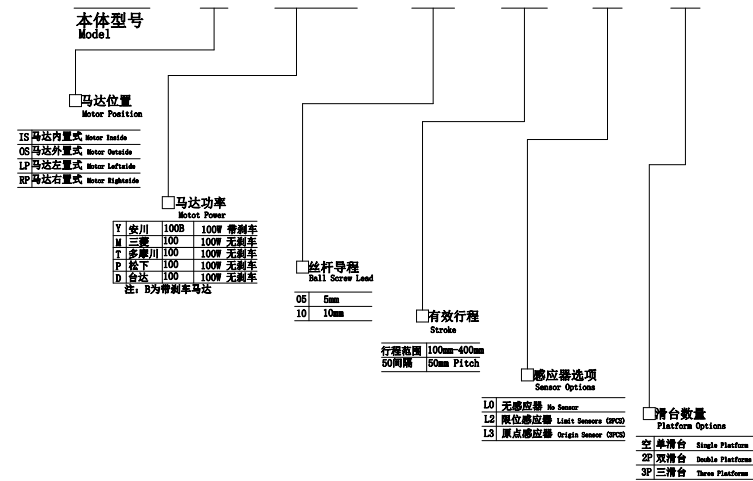 本体型号
Model
马达位置
Motor Position
IS 马达内置式 Motor Inside
OS 马达外置式 Motor Outside
LP 马达左置式 Motor Leftside
RP 马达右置式 Motor Rightside
马达功率
Motot Power
Y 安川 100B 100W 带刹车
M 三菱 100 100W 无刹车
T 多摩川 100 100W 无刹车
P 松下 100 100W 无刹车
D 台达 100 100W 无刹车
注: B为带刹车马达
丝杆导程
Ball Screw Lead
05 5mm
10 10mm
有效行程
Stroke
行程范围 100mm-400mm
50间隔 50mm Pitch
感应器选项
Sensor Options
L0 无感应器 No Sensor
L2 限位感应器 Limit Sensors (2PCS)
L3 原点感应器 Origin Sensor (3PCS)
滑台数量
Platform Options
空 单滑台 Single Platform
2P 双滑台 Double Platforms
3P 三滑台 Three Platforms